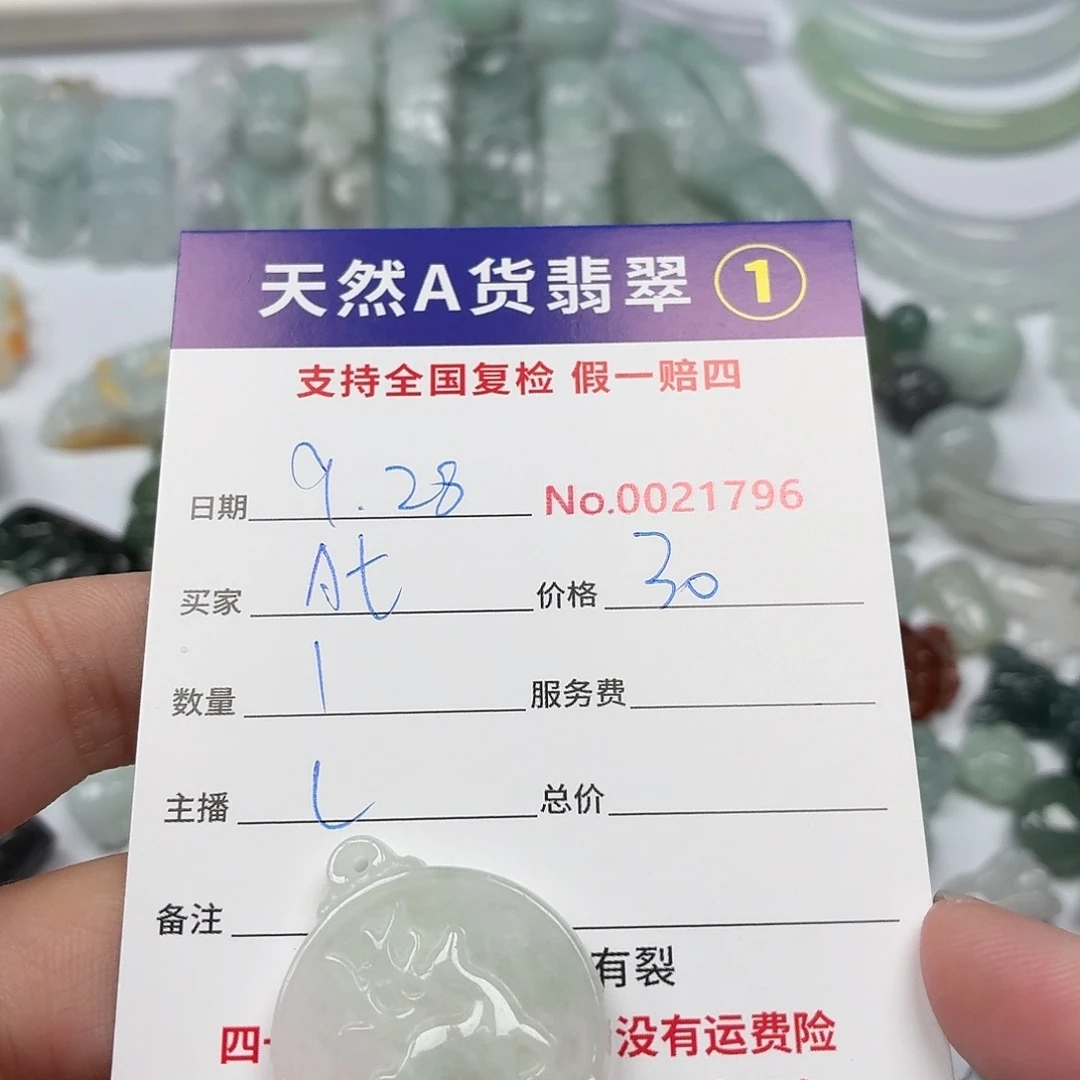 天然A货翡翠 1
支持全国复检 假一赔四
日期 9.28 No.0021796
买家 At 价格 30
数量 1 服务费
主播 L 总价
备注
有裂
四 没有运费险